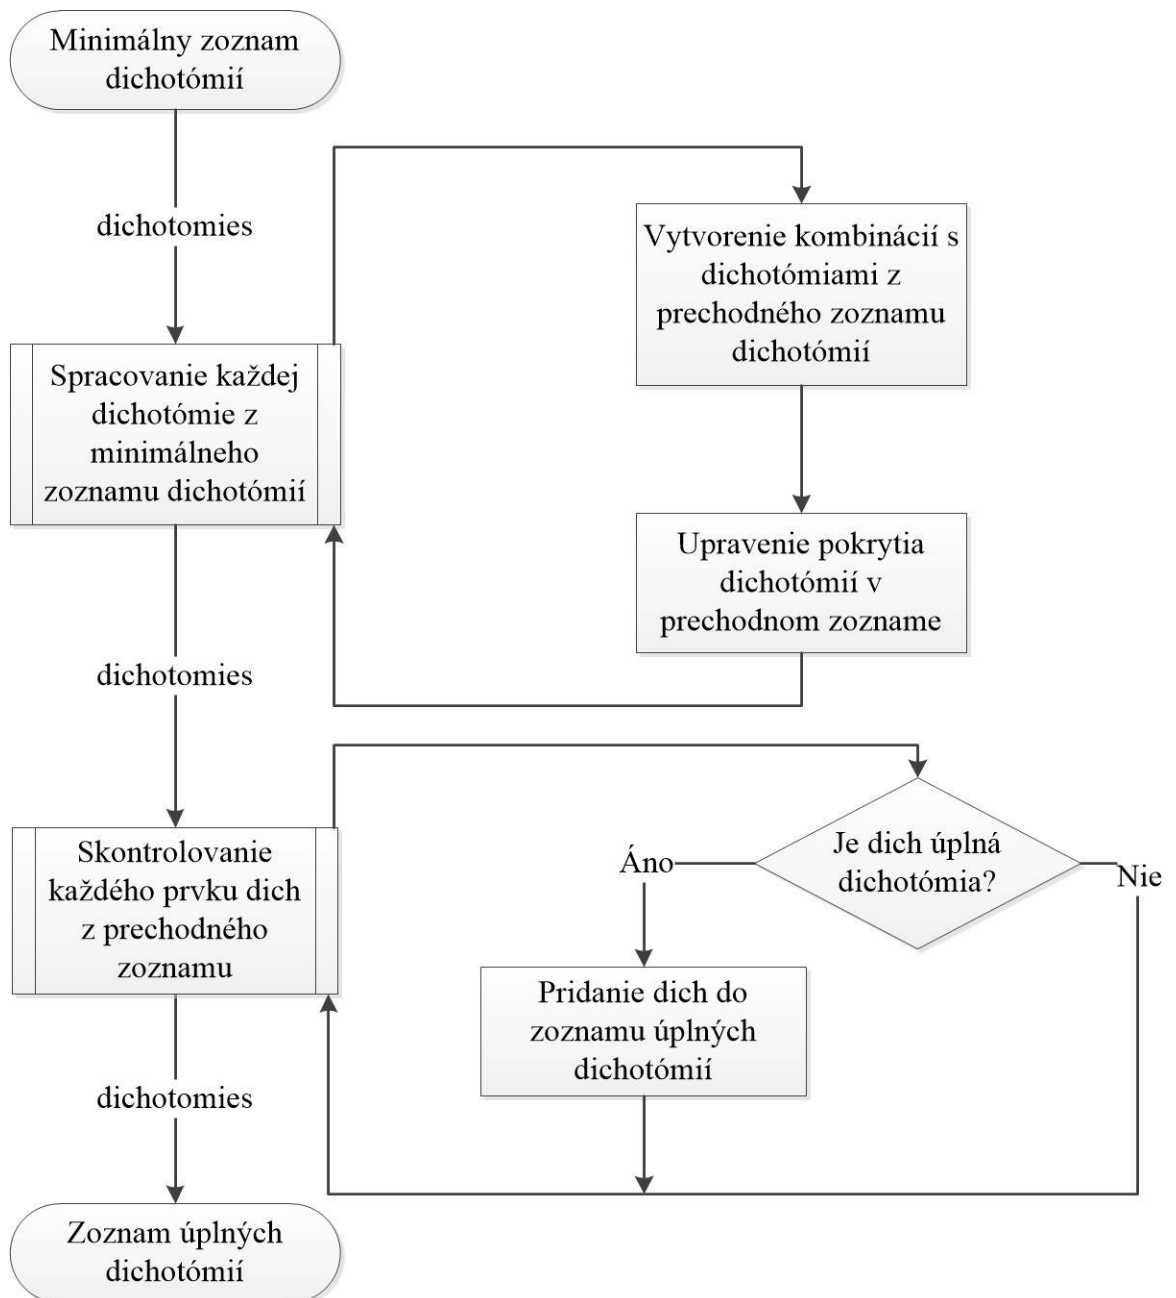 Minimálny zoznam
dichotómií
dichotomies
Vytvorenie kombinácií s
dichotómiami z
prechodného zoznamu
dichotómií
Spracovanie každej
dichotómie z
minimálneho
zoznamu dichotómií
Upravenie pokrytia
dichotómií v
prechodnom zozname
dichotomies
Skontrolovanie
každého prvku dich
z prechodného
zoznamu
Je dich úplná
dichotómia?
Áno
Nie
Pridanie dich do
zoznamu úplných
dichotómií
dichotomies
Zoznam úplných
dichotómií